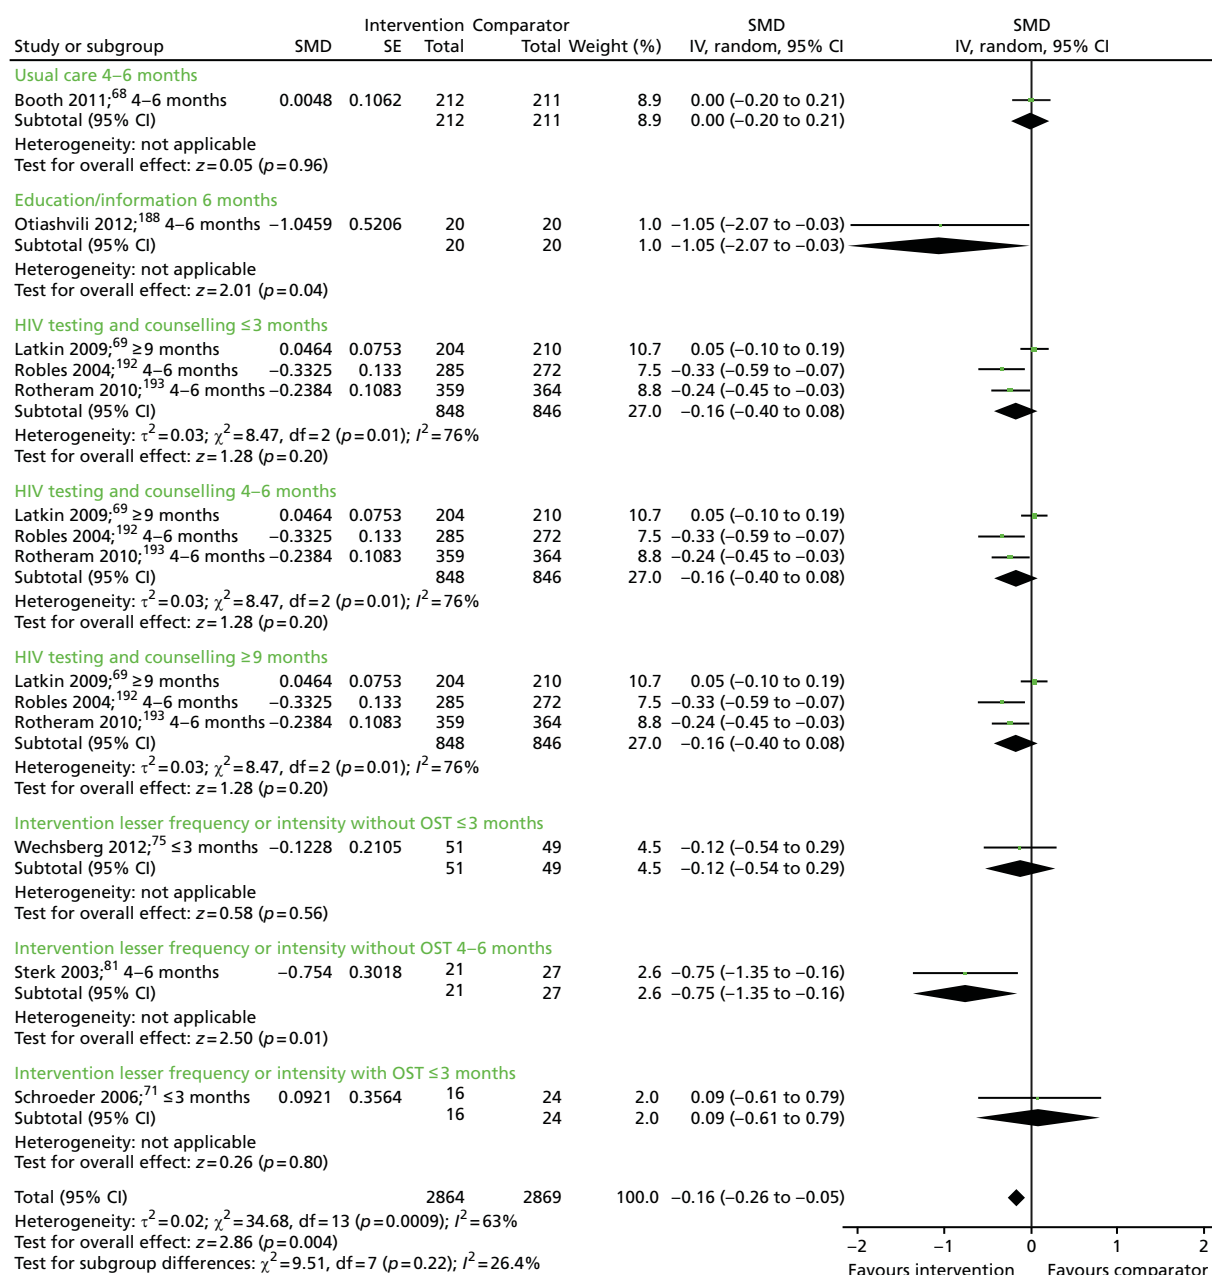 Intervention Comparator SMD SMD
Study or subgroup SMD SE Total Total Weight (%) IV, random, 95% CI IV, random, 95% CI
Usual care 4–6 months
Booth 2011;68 4–6 months 0.0048 0.1062 212 211 8.9 0.00 (−0.20 to 0.21)
Subtotal (95% CI) 212 211 8.9 0.00 (−0.20 to 0.21)
Heterogeneity: not applicable
Test for overall effect: z=0.05 (p=0.96)
Education/information 6 months
Otiashvili 2012;188 4–6 months −1.0459 0.5206 20 20 1.0 −1.05 (−2.07 to −0.03)
Subtotal (95% CI) 20 20 1.0 −1.05 (−2.07 to −0.03)
Heterogeneity: not applicable
Test for overall effect: z=2.01 (p=0.04)
HIV testing and counselling ≤3 months
Latkin 2009;69 ≥9 months 0.0464 0.0753 204 210 10.7 0.05 (−0.10 to 0.19)
Robles 2004;192 4–6 months −0.3325 0.133 285 272 7.5 −0.33 (−0.59 to −0.07)
Rotheram 2010;193 4–6 months −0.2384 0.1083 359 364 8.8 −0.24 (−0.45 to −0.03)
Subtotal (95% CI) 848 846 27.0 −0.16 (−0.40 to 0.08)
Heterogeneity: τ2=0.03; χ2=8.47, df=2 (p=0.01); I2=76%
Test for overall effect: z=1.28 (p=0.20)
HIV testing and counselling 4–6 months
Latkin 2009;69 ≥9 months 0.0464 0.0753 204 210 10.7 0.05 (−0.10 to 0.19)
Robles 2004;192 4–6 months −0.3325 0.133 285 272 7.5 −0.33 (−0.59 to −0.07)
Rotheram 2010;193 4–6 months −0.2384 0.1083 359 364 8.8 −0.24 (−0.45 to −0.03)
Subtotal (95% CI) 848 846 27.0 −0.16 (−0.40 to 0.08)
Heterogeneity: τ2=0.03; χ2=8.47, df=2 (p=0.01); I2=76%
Test for overall effect: z=1.28 (p=0.20)
HIV testing and counselling ≥9 months
Latkin 2009;69 ≥9 months 0.0464 0.0753 204 210 10.7 0.05 (−0.10 to 0.19)
Robles 2004;192 4–6 months −0.3325 0.133 285 272 7.5 −0.33 (−0.59 to −0.07)
Rotheram 2010;193 4–6 months −0.2384 0.1083 359 364 8.8 −0.24 (−0.45 to −0.03)
Subtotal (95% CI) 848 846 27.0 −0.16 (−0.40 to 0.08)
Heterogeneity: τ2=0.03; χ2=8.47, df=2 (p=0.01); I2=76%
Test for overall effect: z=1.28 (p=0.20)
Intervention lesser frequency or intensity without OST ≤3 months
Wechsberg 2012;75 ≤3 months −0.1228 0.2105 51 49 4.5 −0.12 (−0.54 to 0.29)
Subtotal (95% CI) 51 49 4.5 −0.12 (−0.54 to 0.29)
Heterogeneity: not applicable
Test for overall effect: z=0.58 (p=0.56)
Intervention lesser frequency or intensity without OST 4–6 months
Sterk 2003;81 4–6 months −0.754 0.3018 21 27 2.6 −0.75 (−1.35 to −0.16)
Subtotal (95% CI) 21 27 2.6 −0.75 (−1.35 to −0.16)
Heterogeneity: not applicable
Test for overall effect: z=2.50 (p=0.01)
Intervention lesser frequency or intensity with OST ≤3 months
Schroeder 2006;71 ≤3 months 0.0921 0.3564 16 24 2.0 0.09 (−0.61 to 0.79)
Subtotal (95% CI) 16 24 2.0 0.09 (−0.61 to 0.79)
Heterogeneity: not applicable
Test for overall effect: z=0.26 (p=0.80)
Total (95% CI) 2864 2869 100.0 −0.16 (−0.26 to −0.05)
Heterogeneity: τ2=0.02; χ2=34.68, df=13 (p=0.0009); I2=63%
Test for overall effect: z=2.86 (p=0.004)
Test for subgroup differences: χ2=9.51, df=7 (p=0.22); I2=26.4%
−2 −1 0 1 2
Favours intervention Favours comparator